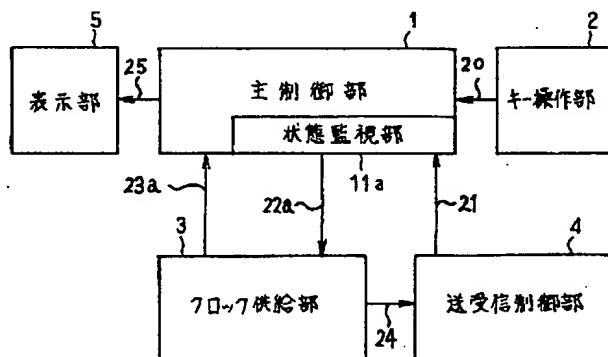 5
1
2
25
20
表示部
主制御部
キー操作部
状態監視部
23a
22a
11a
21
3
4
クロック供給部
24
送受信制御部